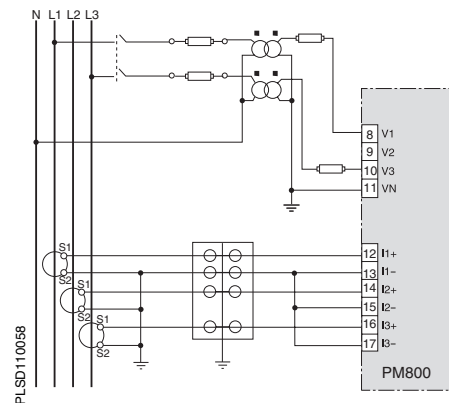 N L1 L2 L3
8 V1
9 V2
10 V3
11 VN
S1
S2
S1
S2
S1
S2
12 I1+
13 I1-
14 I2+
15 I2-
16 I3+
17 I3-
PM800
PLSD110058